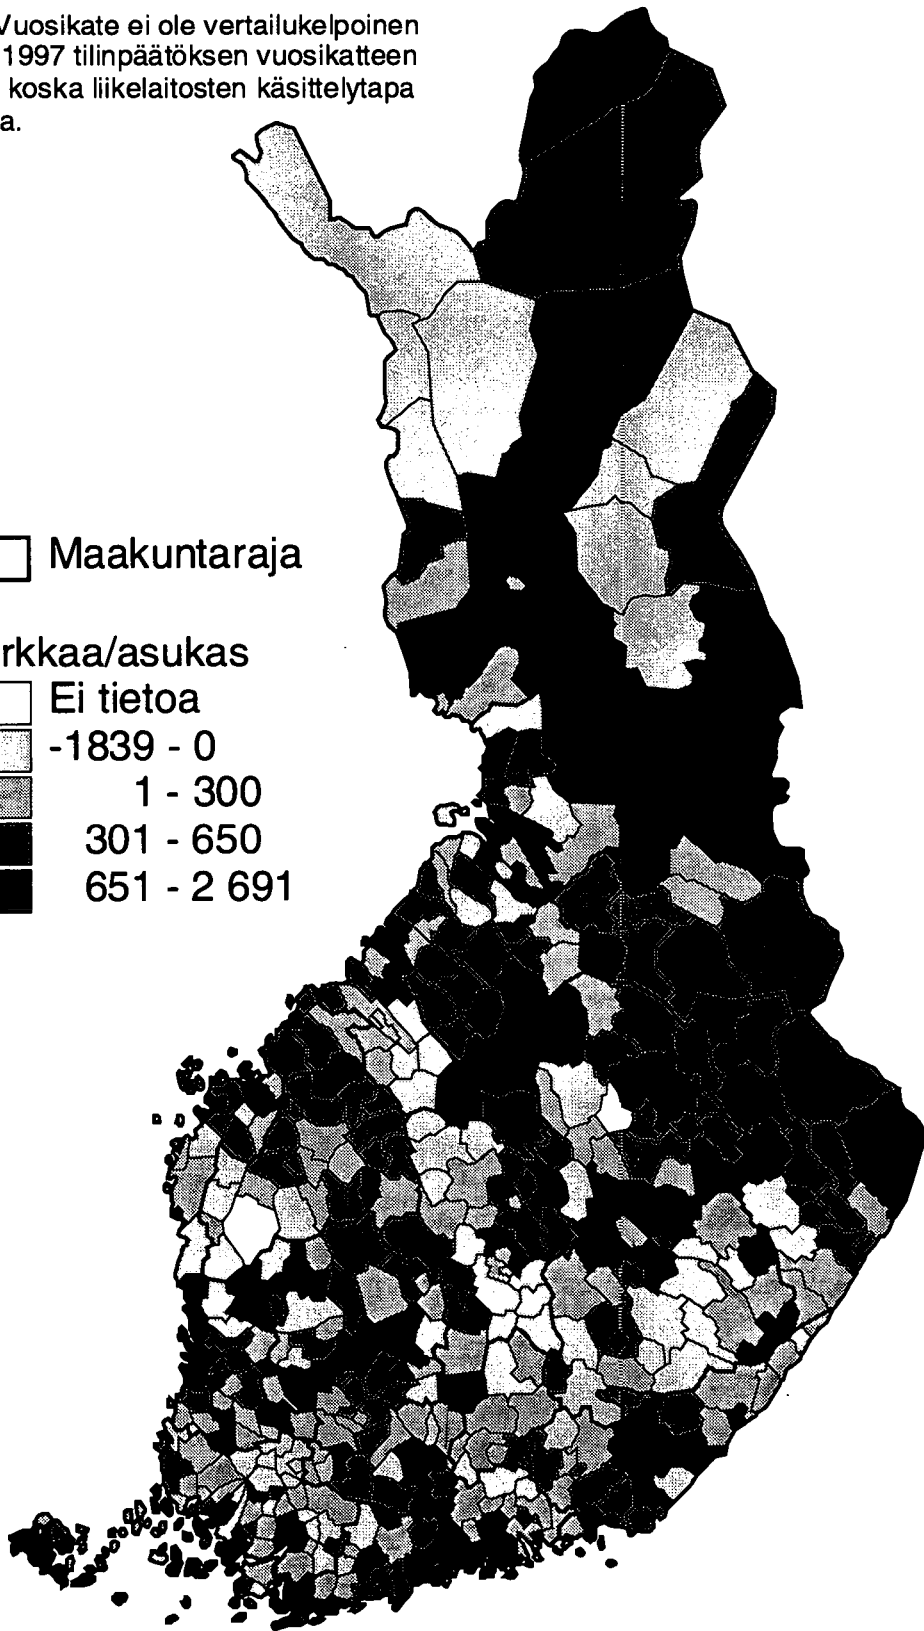 Vuosikate ei ole vertailukelpoinen
1997 tilinpäätöksen vuosikatteen
koska liikelaitosten käsittelytapa
a.
Maakuntaraja
rkkaa/asukas
Ei tietoa
-1839 - 0
1 - 300
301 - 650
651 - 2 691